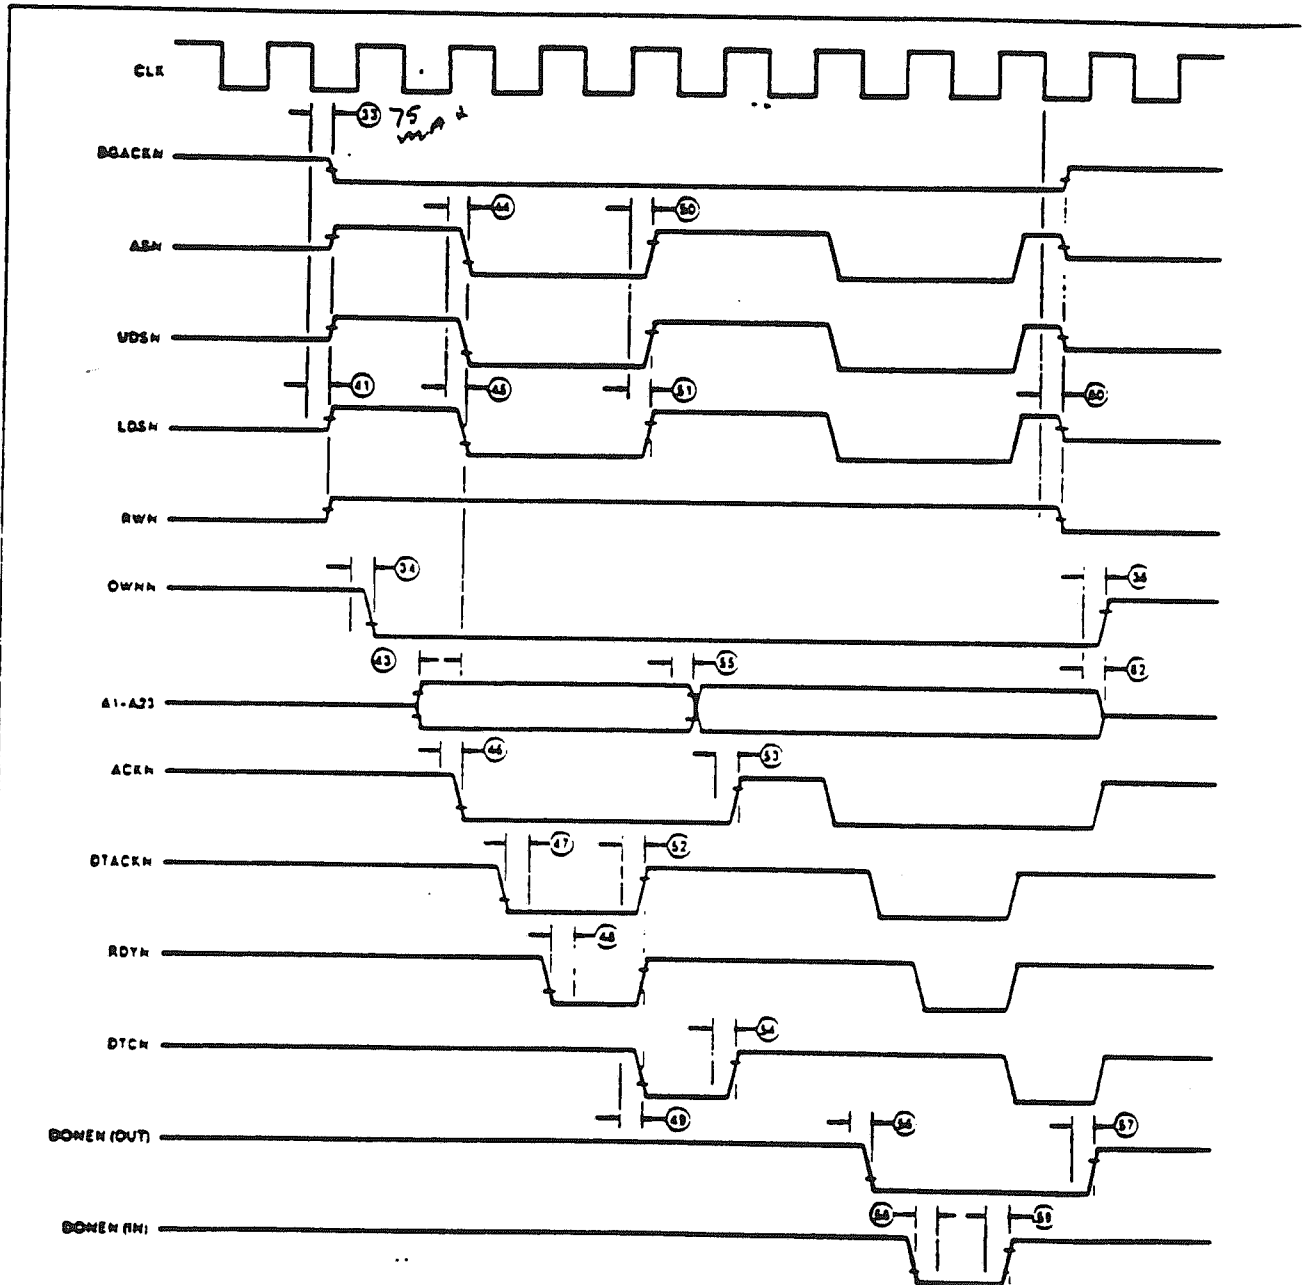 CLK
33 75
BGACKN
44 50
ASN
UDSN
41 45 51 60
LDSN
RWN
34 36
OWNN
43 55 62
A1-A23
46 53
ACKN
47 52
DTACKN
48
RDYN
54
DTCN
49 56 57
DONEN (OUT)
58 59
DONEN (IN)